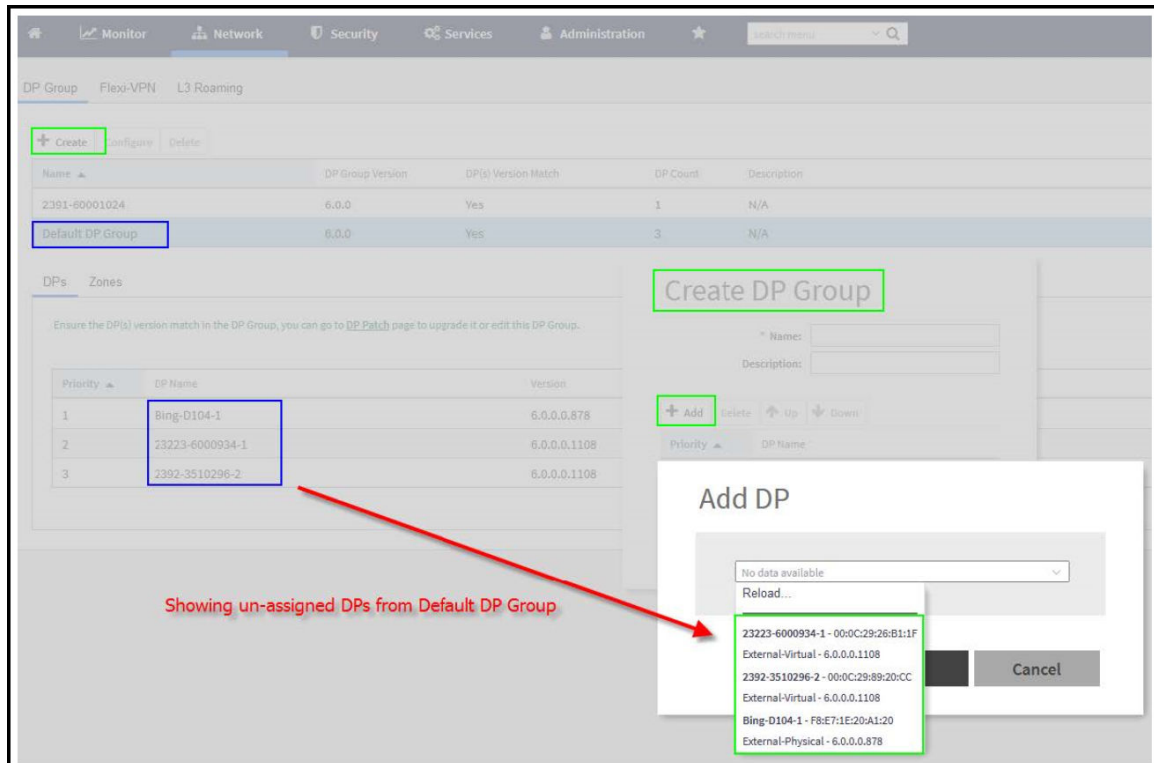 Monitor Network Security Services Administration search menu
DP Group Flexi-VPN L3 Roaming
Create Configure Delete
Name DP Group Version DP(s) Version Match DP Count Description
2391-60001024 6.0.0 Yes 1 N/A
Default DP Group 6.0.0 Yes 3 N/A
DPs Zones
Ensure the DP(s) version match in the DP Group, you can go to DP Patch page to upgrade it or edit this DP Group.
Priority DP Name Version
1 Bing-D104-1 6.0.0.0.878
2 23223-6000934-1 6.0.0.0.1108
3 2392-3510296-2 6.0.0.0.1108
Showing un-assigned DPs from Default DP Group
Create DP Group
* Name:
Description:
Add Delete Up Down
Priority DP Name
Add DP
No data available
Reload...
23223-6000934-1 - 00:0C:29:26:B1:1F
External-Virtual - 6.0.0.0.1108
2392-3510296-2 - 00:0C:29:89:20:CC
External-Virtual - 6.0.0.0.1108
Bing-D104-1 - F8:E7:1E:20:A1:20
External-Physical - 6.0.0.0.878
Cancel